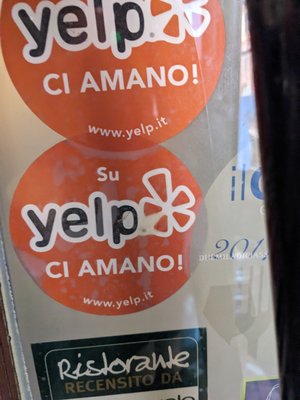 yelp
CI AMANO!
www.yelp.it
Su
yelp
CI AMANO!
www.yelp.it
Ristorante
RECENSITO DA